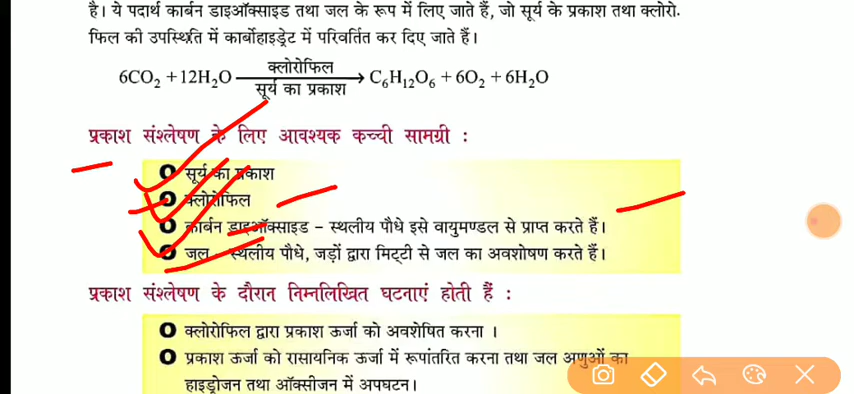 है। ये पदार्थ कार्बन डाइऑक्साइड तथा जल के रूप में लिए जाते हैं, जो सूर्य के प्रकाश तथा क्लोरो-
फिल की उपस्थिति में कार्बोहाइड्रेट में परिवर्तित कर दिए जाते हैं।
क्लोरोफिल
6CO₂ + 12H₂O ⟶ C₆H₁₂O₆ + 6O₂ + 6H₂O
सूर्य का प्रकाश
प्रकाश संश्लेषण के लिए आवश्यक कच्ची सामग्री :
सूर्य का प्रकाश
क्लोरोफिल
कार्बन डाइऑक्साइड – स्थलीय पौधे इसे वायुमण्डल से प्राप्त करते हैं।
जल – स्थलीय पौधे, जड़ों द्वारा मिट्टी से जल का अवशोषण करते हैं।
प्रकाश संश्लेषण के दौरान निम्नलिखित घटनाएं होती हैं :
क्लोरोफिल द्वारा प्रकाश ऊर्जा को अवशोषित करना ।
प्रकाश ऊर्जा को रासायनिक ऊर्जा में रूपांतरित करना तथा जल अणुओं का
हाइड्रोजन तथा ऑक्सीजन में अपघटन।